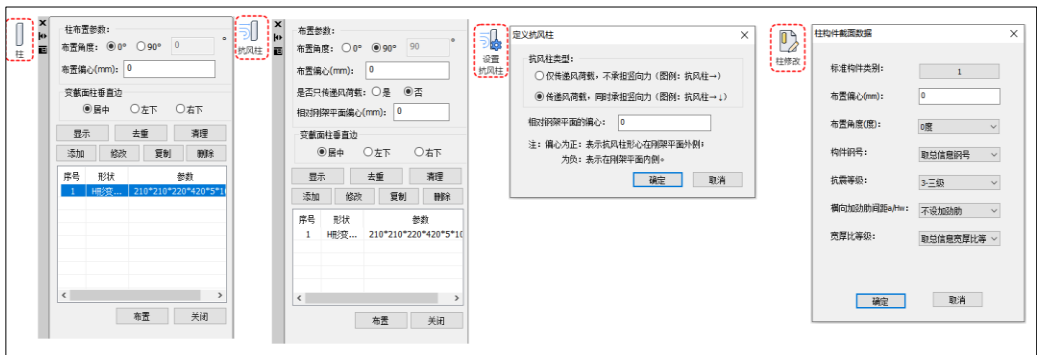 柱
柱布置参数:
布置角度: 0° 90° 0 °
布置偏心(mm): 0
变截面柱垂直边
居中 左下 右下
显示 去重 清理
添加 修改 复制 删除
序号 形状 参数
1 H形变... 210*210*220*420*5*1
布置 关闭
抗风柱
布置参数:
布置角度: 0° 90° 90 °
布置偏心(mm): 0
是否只传递风荷载: 是 否
相对刚架平面偏心(mm): 0
变截面柱垂直边
居中 左下 右下
显示 去重 清理
添加 修改 复制 删除
序号 形状 参数
1 H形变... 210*210*220*420*5*10
布置 关闭
设置
抗风柱
定义抗风柱
抗风柱类型:
仅传递风荷载，不承担竖向力 (图例: 抗风柱→)
传递风荷载，同时承担竖向力 (图例: 抗风柱→↓)
相对钢架平面的偏心: 0
注: 偏心为正: 表示抗风柱形心在刚架平面外侧;
为负: 表示在刚架平面内侧。
确定 取消
柱修改
柱构件截面数据
标准构件类别: 1
布置偏心(mm): 0
布置角度(度): 0度
构件钢号: 取总信息钢号
抗震等级: 3-三级
横向加劲肋间距a/Hw: 不设加劲肋
宽厚比等级: 取总信息宽厚比等
确定 取消